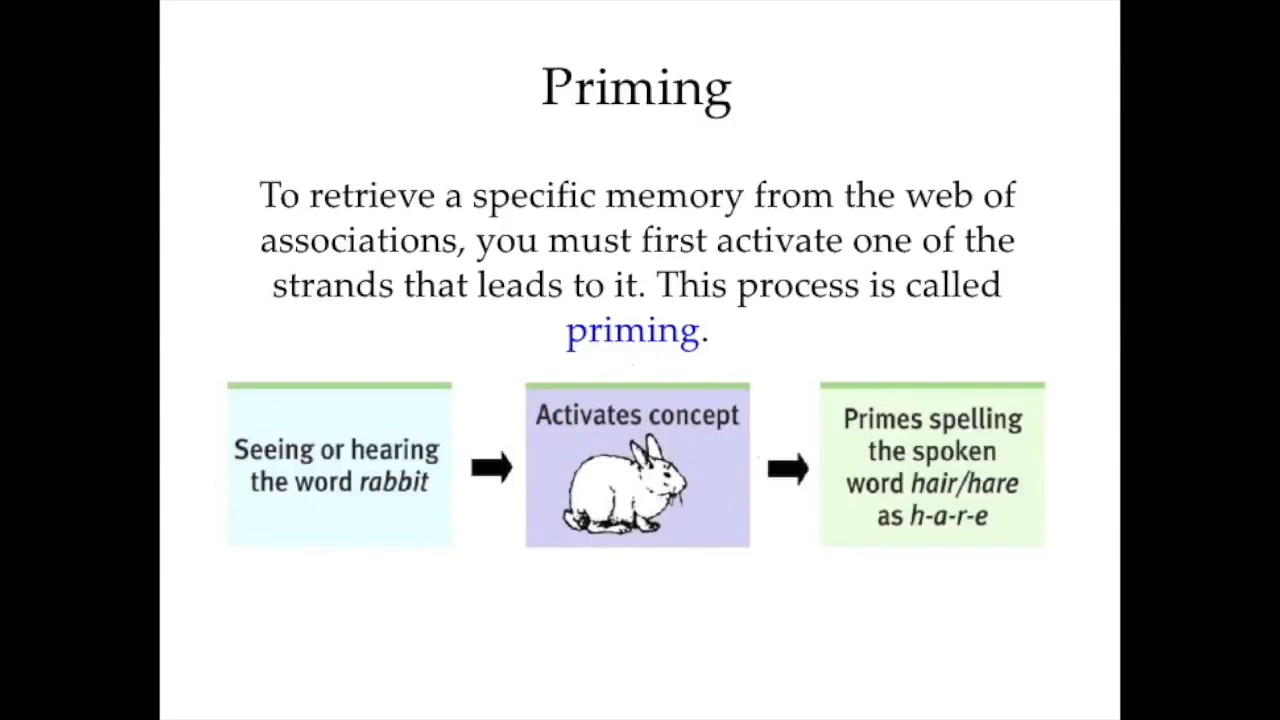 Priming
To retrieve a specific memory from the web of
associations, you must first activate one of the
strands that leads to it. This process is called
priming.
Seeing or hearing
the word rabbit
Activates concept
Primes spelling
the spoken
word hair/hare
as h-a-r-e